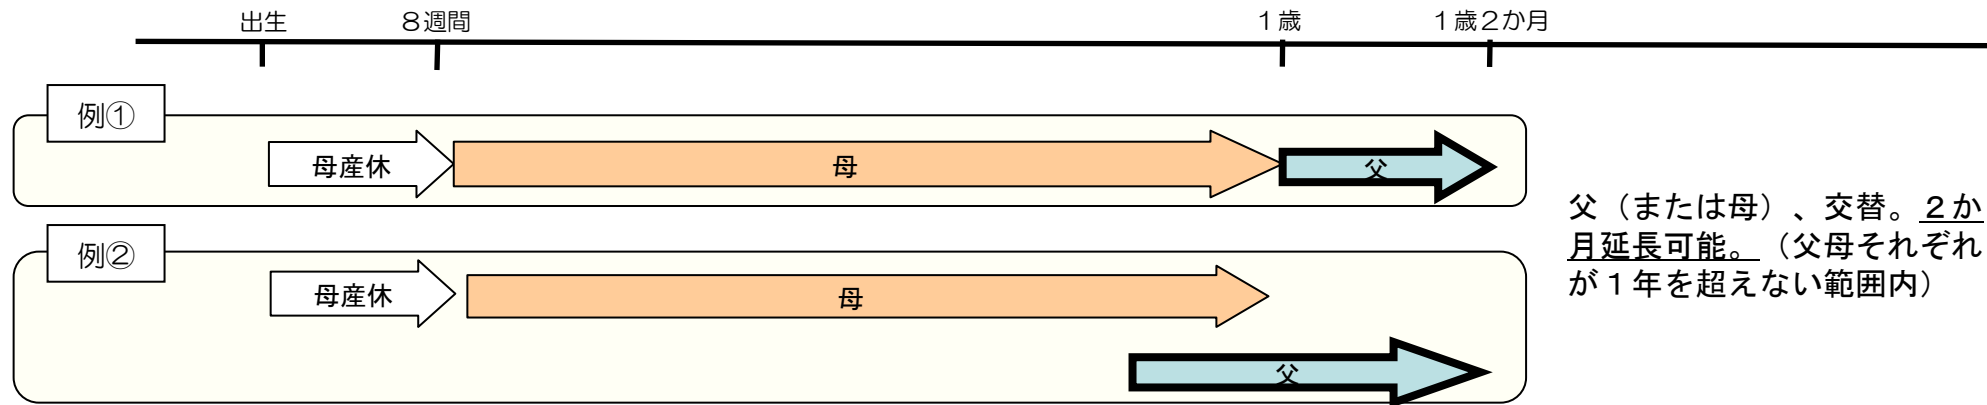 出生 8週間 1歳 1歳2か月
例①
母産休 母 父
父（または母）、交替。2か
月延長可能。（父母それぞれ
が1年を超えない範囲内）
例②
母産休 母
父